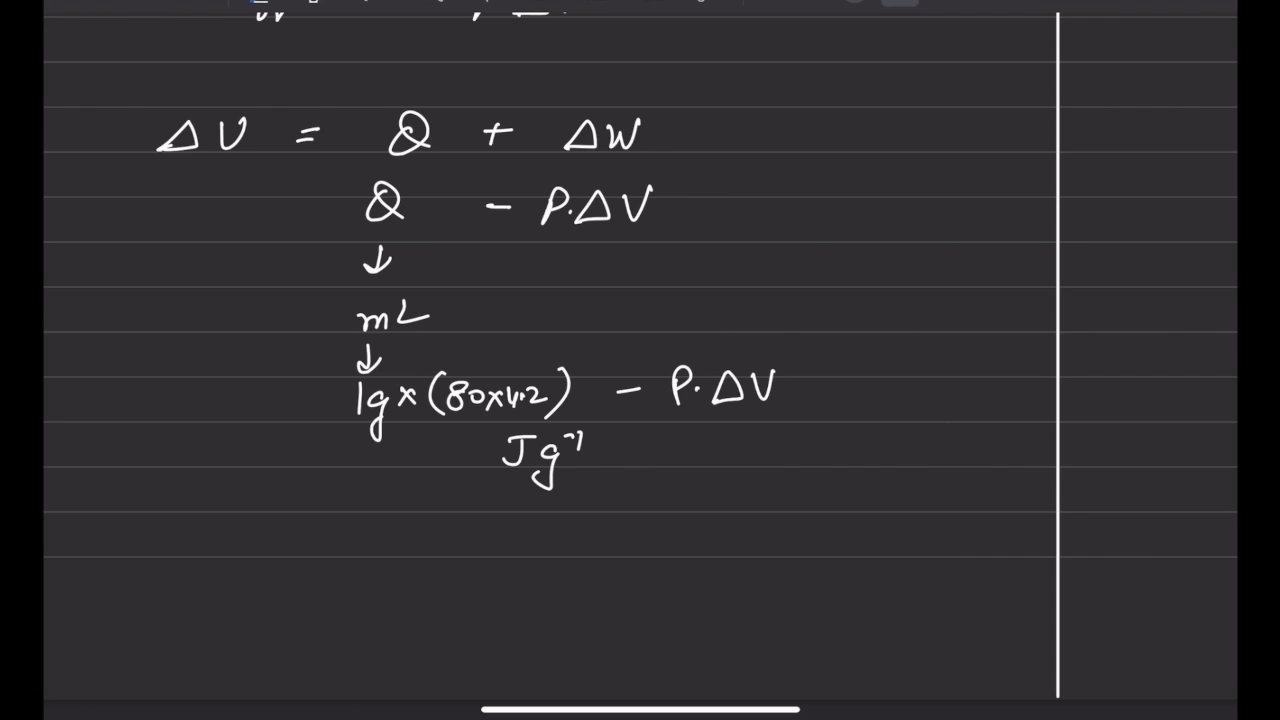 ΔU = Q + ΔW
Q - P.ΔV
↓
mL
↓
1g×(80×4.2) - P.ΔV
Jg⁻¹